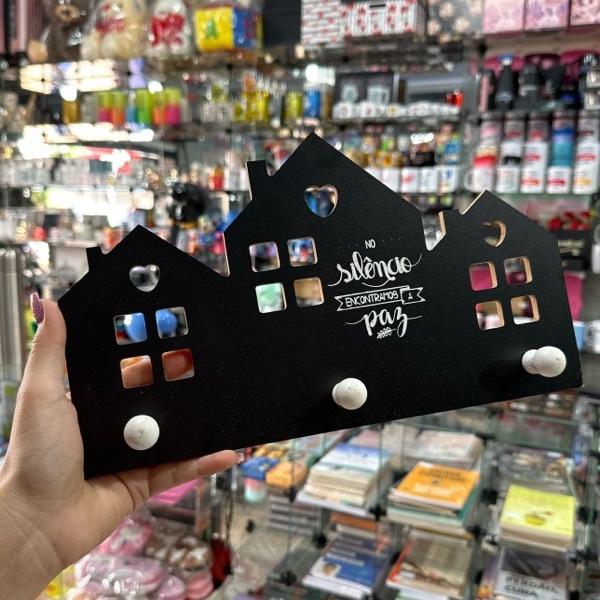 NO
silêncio
ENCONTRAMOS A
paz